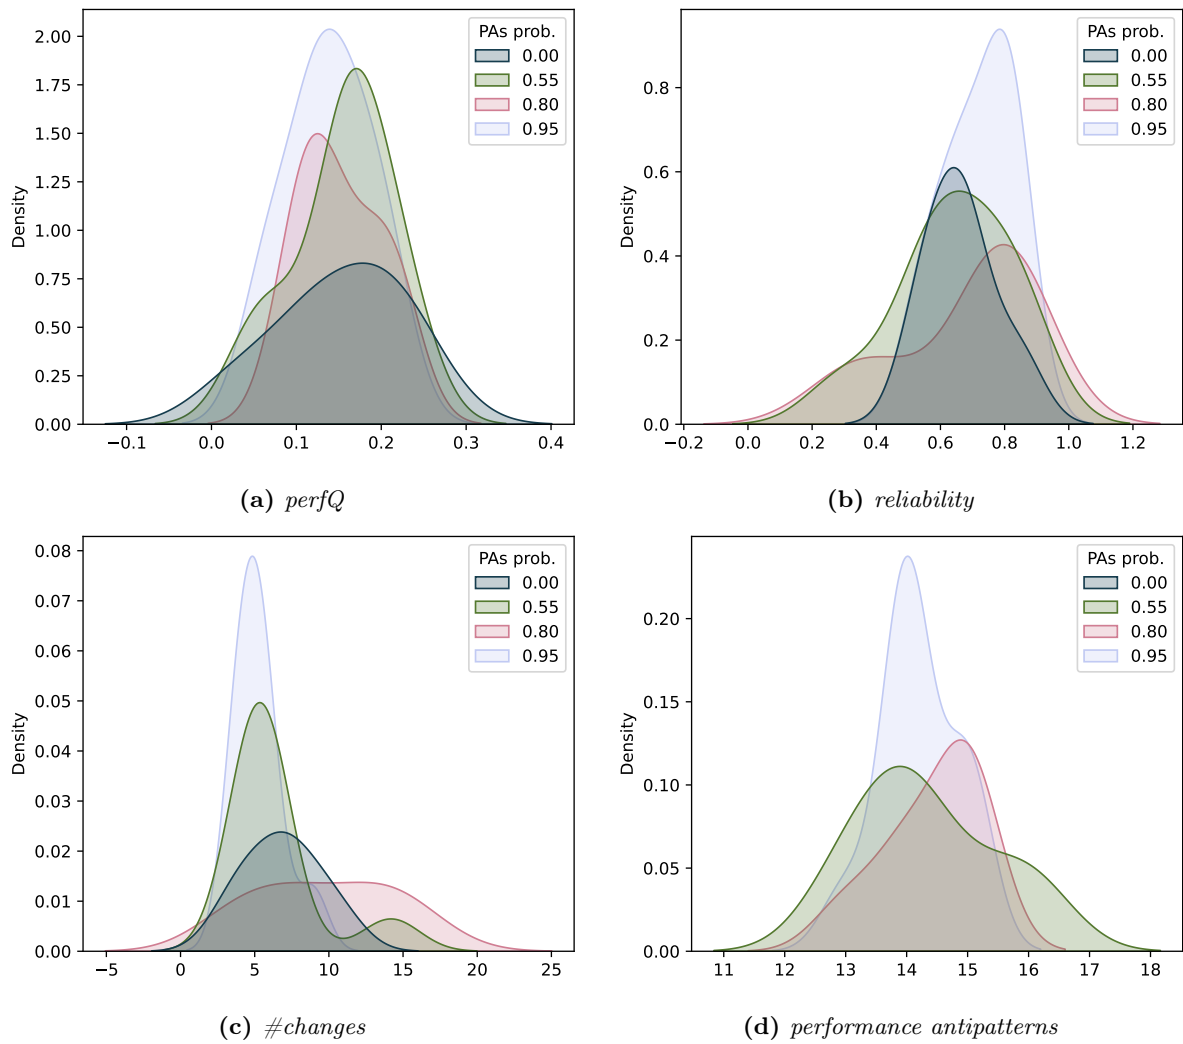 PAs prob.
0.00
0.55
0.80
0.95
2.00
1.75
1.50
1.25
1.00
0.75
0.50
0.25
0.00
Density
−0.1 0.0 0.1 0.2 0.3 0.4
(a) perfQ
PAs prob.
0.00
0.55
0.80
0.95
0.8
0.6
0.4
0.2
0.0
Density
−0.2 0.0 0.2 0.4 0.6 0.8 1.0 1.2
(b) reliability
PAs prob.
0.00
0.55
0.80
0.95
0.08
0.07
0.06
0.05
0.04
0.03
0.02
0.01
0.00
Density
−5 0 5 10 15 20 25
(c) #changes
PAs prob.
0.00
0.55
0.80
0.95
0.20
0.15
0.10
0.05
0.00
Density
11 12 13 14 15 16 17 18
(d) performance antipatterns